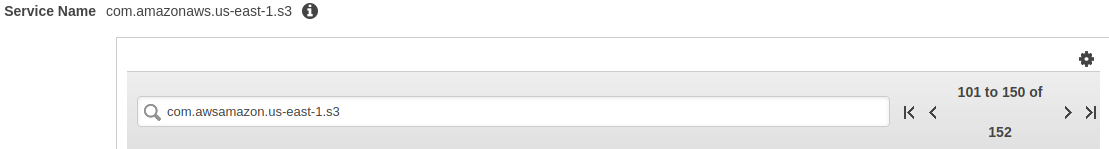 Service Name com.amazonaws.us-east-1.s3
com.awsamazon.us-east-1.s3
101 to 150 of
152